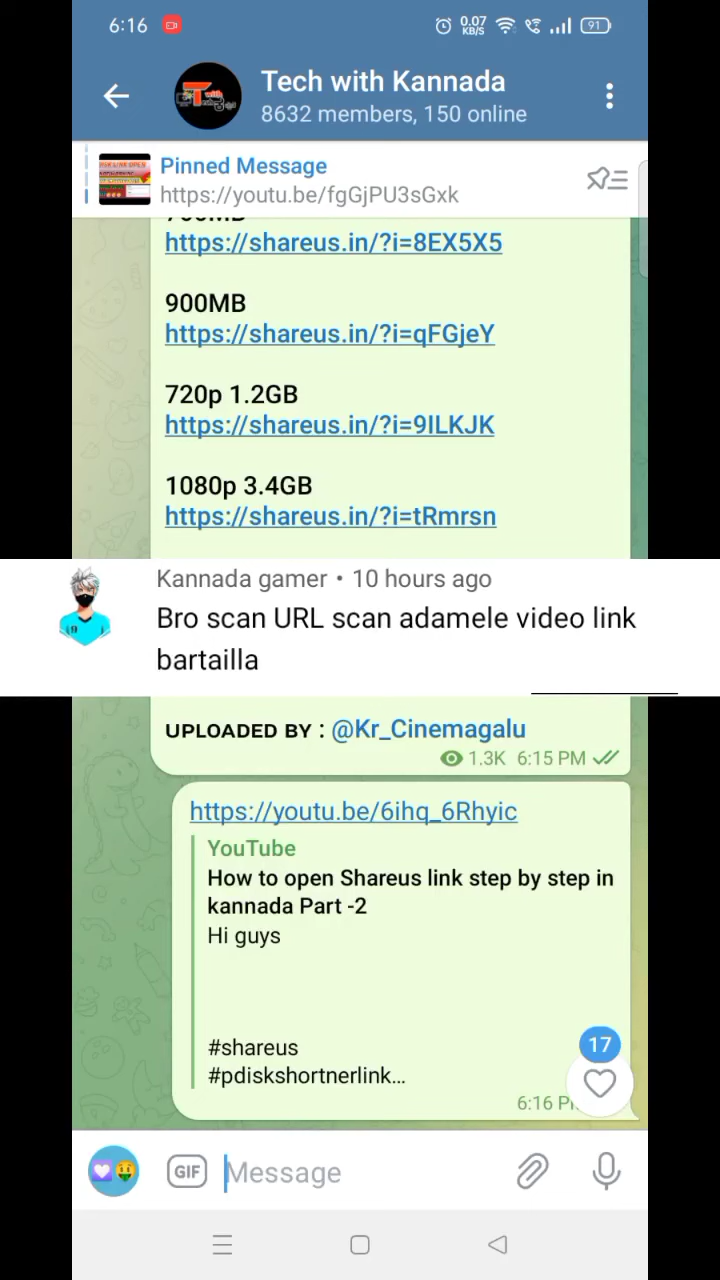 6:16
0.07
KB/S
91
Tech with Kannada
8632 members, 150 online
Pinned Message
https://youtu.be/fgGjPU3sGxk
https://shareus.in/?i=8EX5X5
900MB
https://shareus.in/?i=qFGjeY
720p 1.2GB
https://shareus.in/?i=9ILKJK
1080p 3.4GB
https://shareus.in/?i=tRmrsn
Kannada gamer • 10 hours ago
Bro scan URL scan adamele video link
bartailla
UPLOADED BY : @Kr_Cinemagalu
1.3K 6:15 PM
https://youtu.be/6ihq_6Rhyic
YouTube
How to open Shareus link step by step in
kannada Part -2
Hi guys
#shareus
#pdiskshortnerlink...
17
6:16
GIF
Message